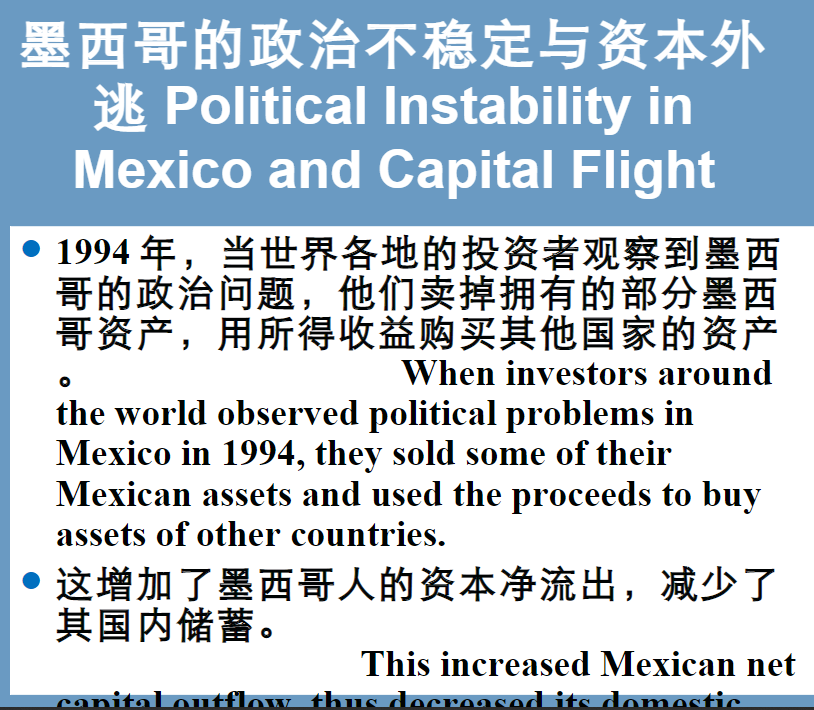 墨西哥的政治不稳定与资本外
逃 Political Instability in
Mexico and Capital Flight
1994 年，当世界各地的投资者观察到墨西
哥的政治问题，他们卖掉拥有的部分墨西
哥资产，用所得收益购买其他国家的资产
。 When investors around
the world observed political problems in
Mexico in 1994, they sold some of their
Mexican assets and used the proceeds to buy
assets of other countries.
这增加了墨西哥人的资本净流出，减少了
其国内储蓄。
This increased Mexican net
capital outflow, thus decreased its domestic